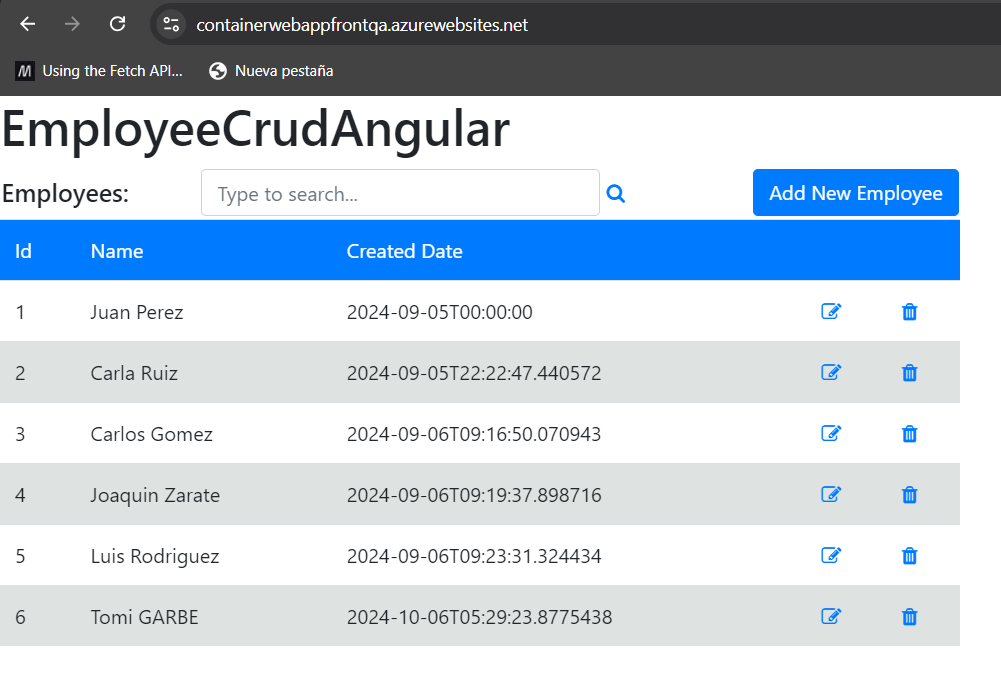 containerwebappfrontqa.azurewebsites.net
M Using the Fetch API... Nueva pestaña
EmployeeCrudAngular
Employees: Type to search... Add New Employee
Id Name Created Date
1 Juan Perez 2024-09-05T00:00:00
2 Carla Ruiz 2024-09-05T22:22:47.440572
3 Carlos Gomez 2024-09-06T09:16:50.070943
4 Joaquin Zarate 2024-09-06T09:19:37.898716
5 Luis Rodriguez 2024-09-06T09:23:31.324434
6 Tomi GARBE 2024-10-06T05:29:23.8775438